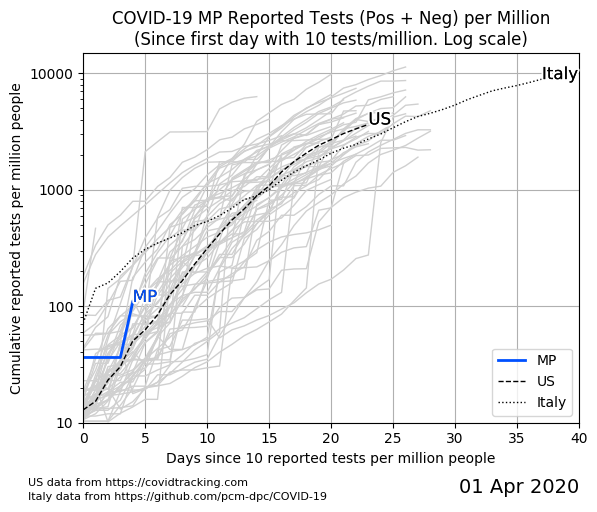 COVID-19 MP Reported Tests (Pos + Neg) per Million
(Since first day with 10 tests/million. Log scale)
Cumulative reported tests per million people
10000
1000
100
10
Italy
US
MP
MP
US
Italy
0 5 10 15 20 25 30 35 40
Days since 10 reported tests per million people
US data from https://covidtracking.com
Italy data from https://github.com/pcm-dpc/COVID-19
01 Apr 2020